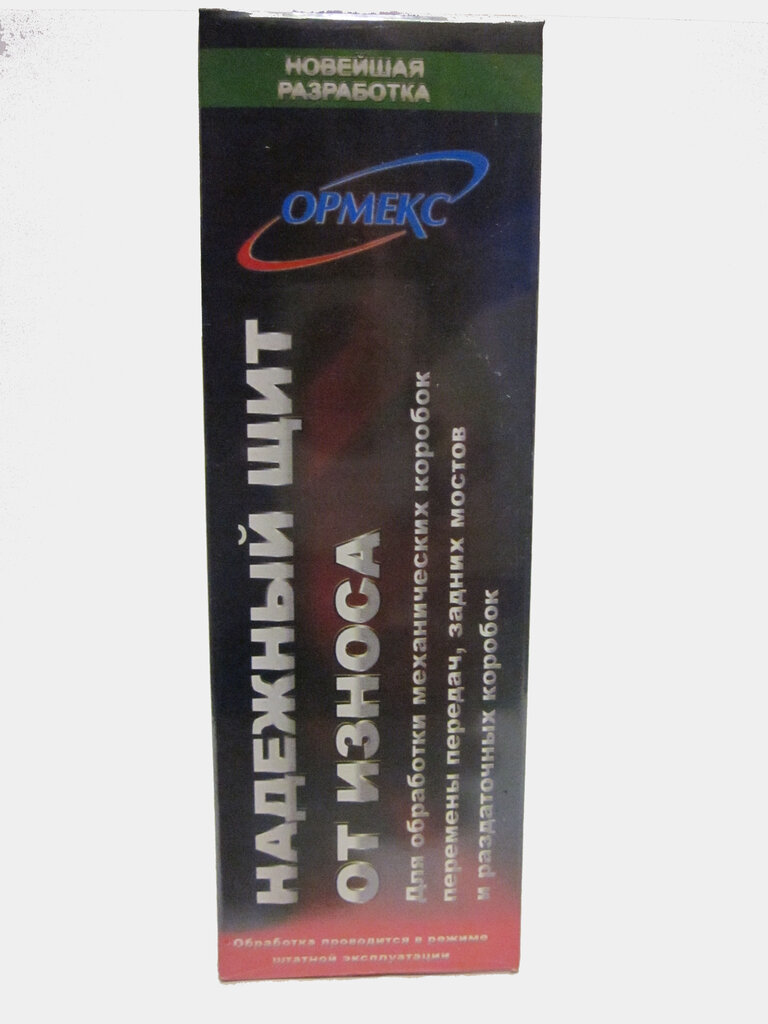 НОВЕЙШАЯ
РАЗРАБОТКА
ОРМЕКС
НАДЕЖНЫЙ ЩИТ
ОТ ИЗНОСА
Для обработки механических коробок
перемены передач, задних мостов
и раздаточных коробок
Обработка проводится в режиме
штатной эксплуатации